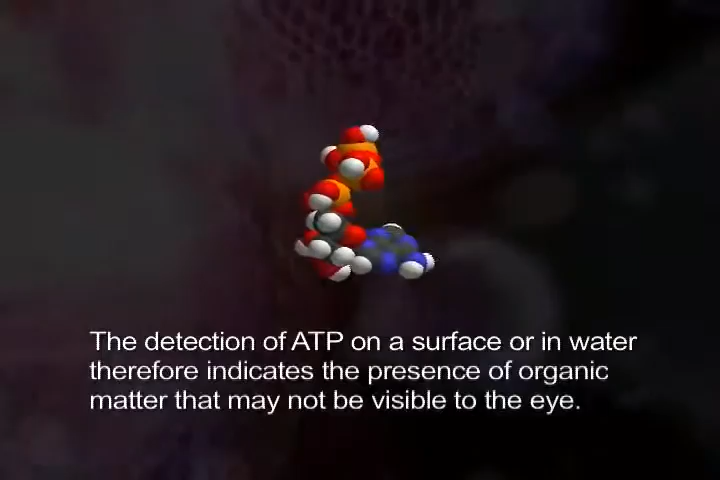 The detection of ATP on a surface or in water
therefore indicates the presence of organic
matter that may not be visible to the eye.